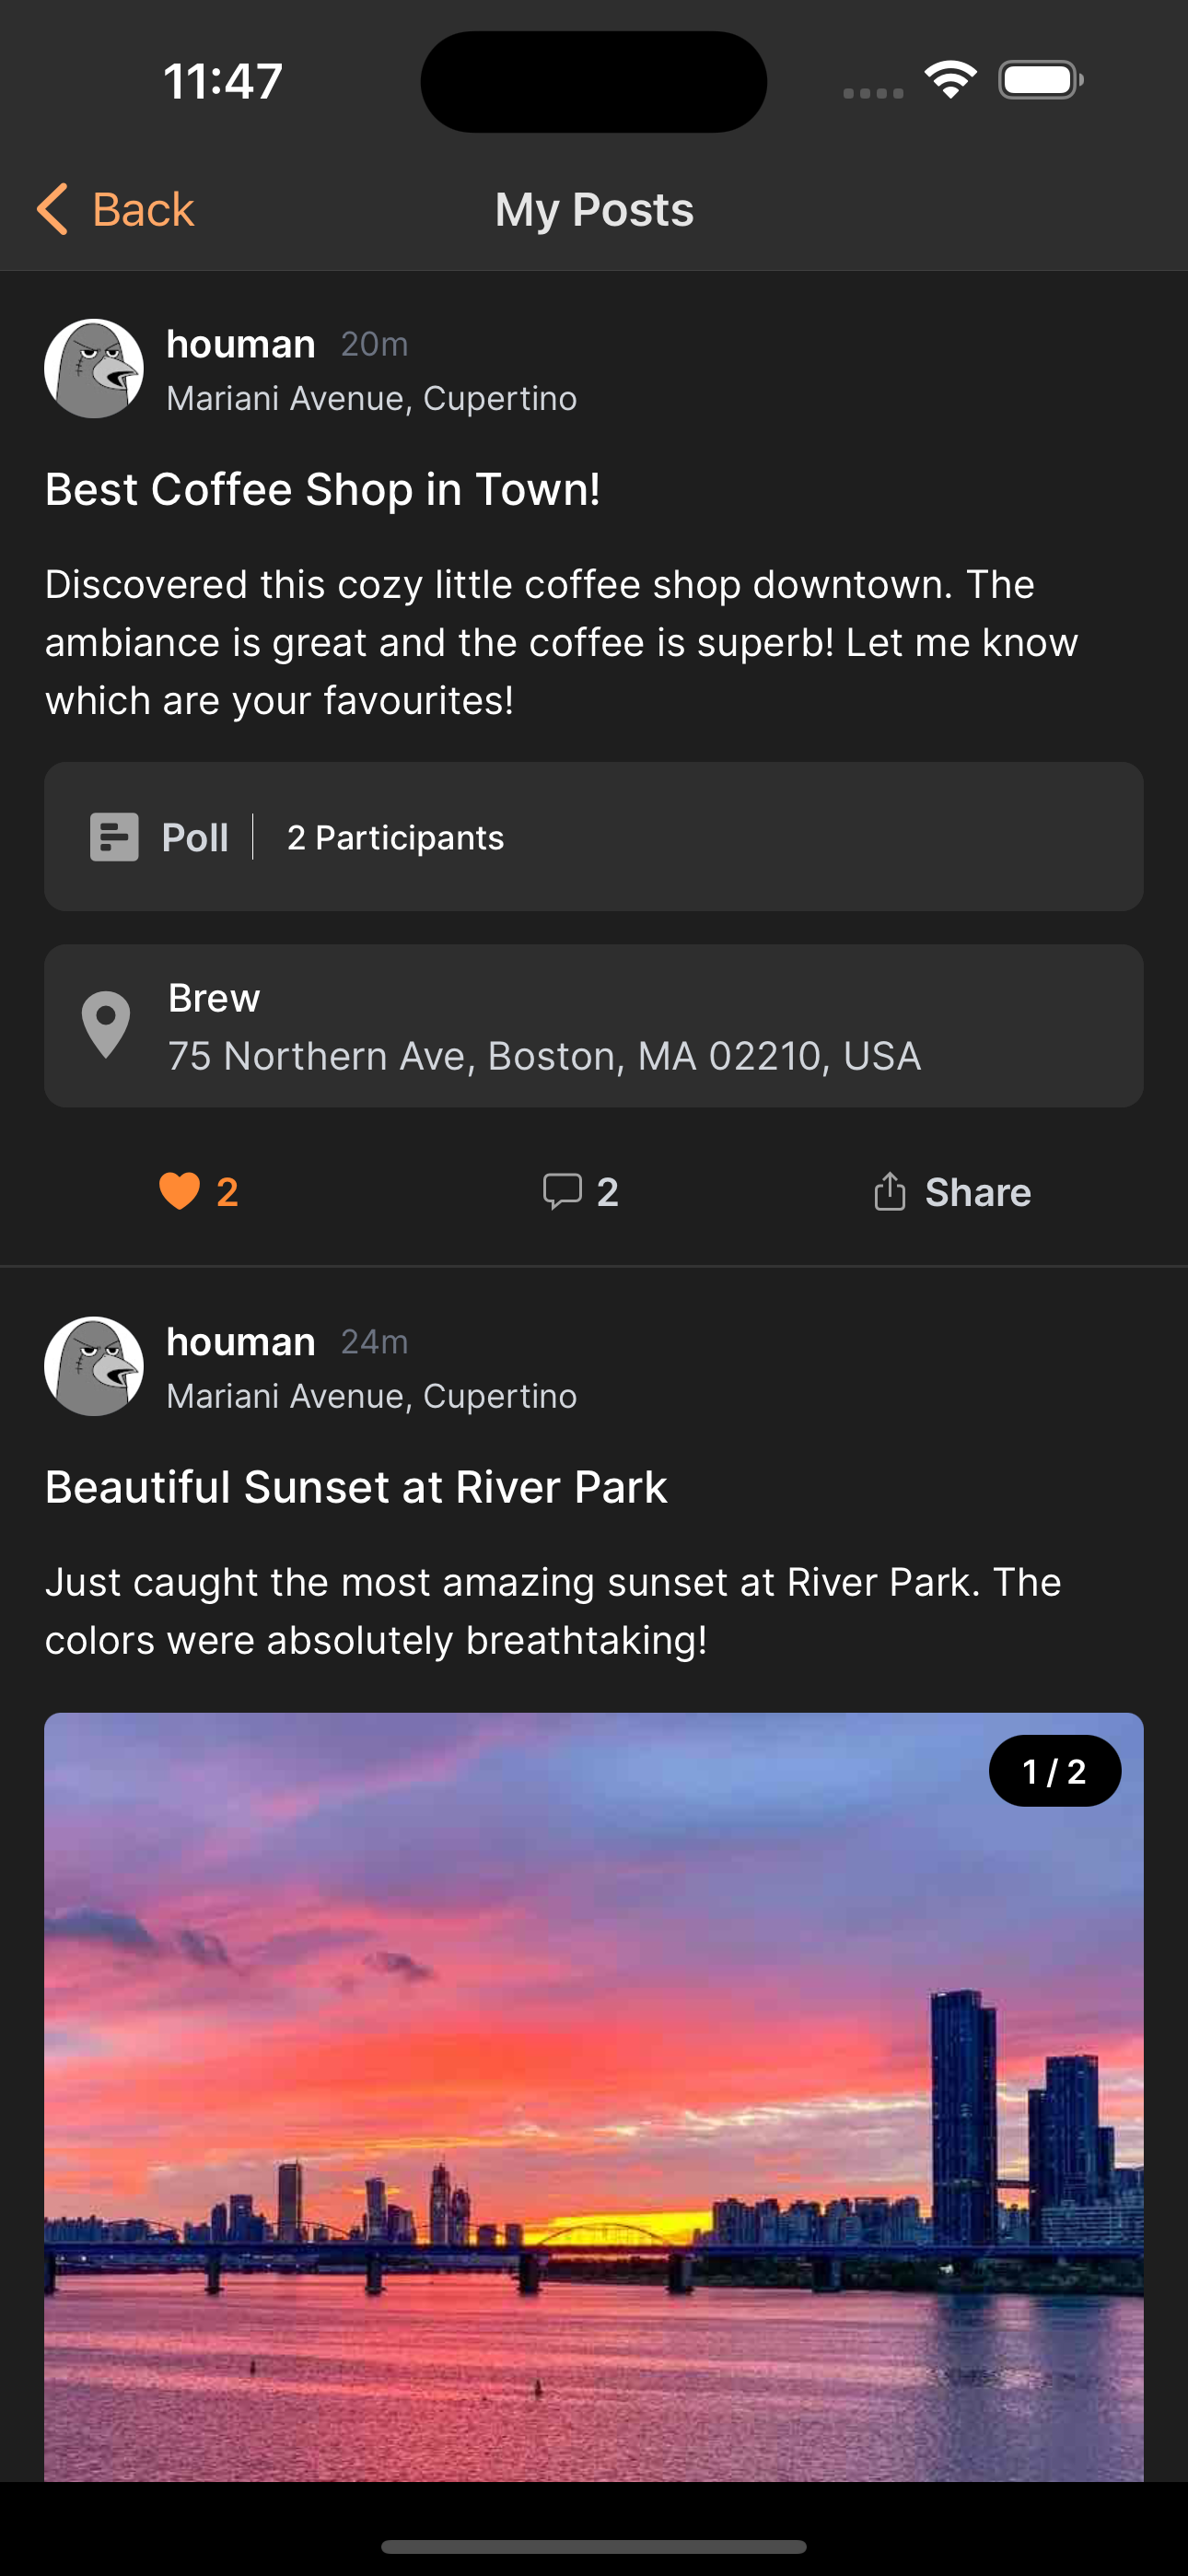 11:47
Back
My Posts
houman 20m
Mariani Avenue, Cupertino
Best Coffee Shop in Town!
Discovered this cozy little coffee shop downtown. The
ambiance is great and the coffee is superb! Let me know
which are your favourites!
Poll
2 Participants
Brew
75 Northern Ave, Boston, MA 02210, USA
2
2
Share
houman 24m
Mariani Avenue, Cupertino
Beautiful Sunset at River Park
Just caught the most amazing sunset at River Park. The
colors were absolutely breathtaking!
1 / 2